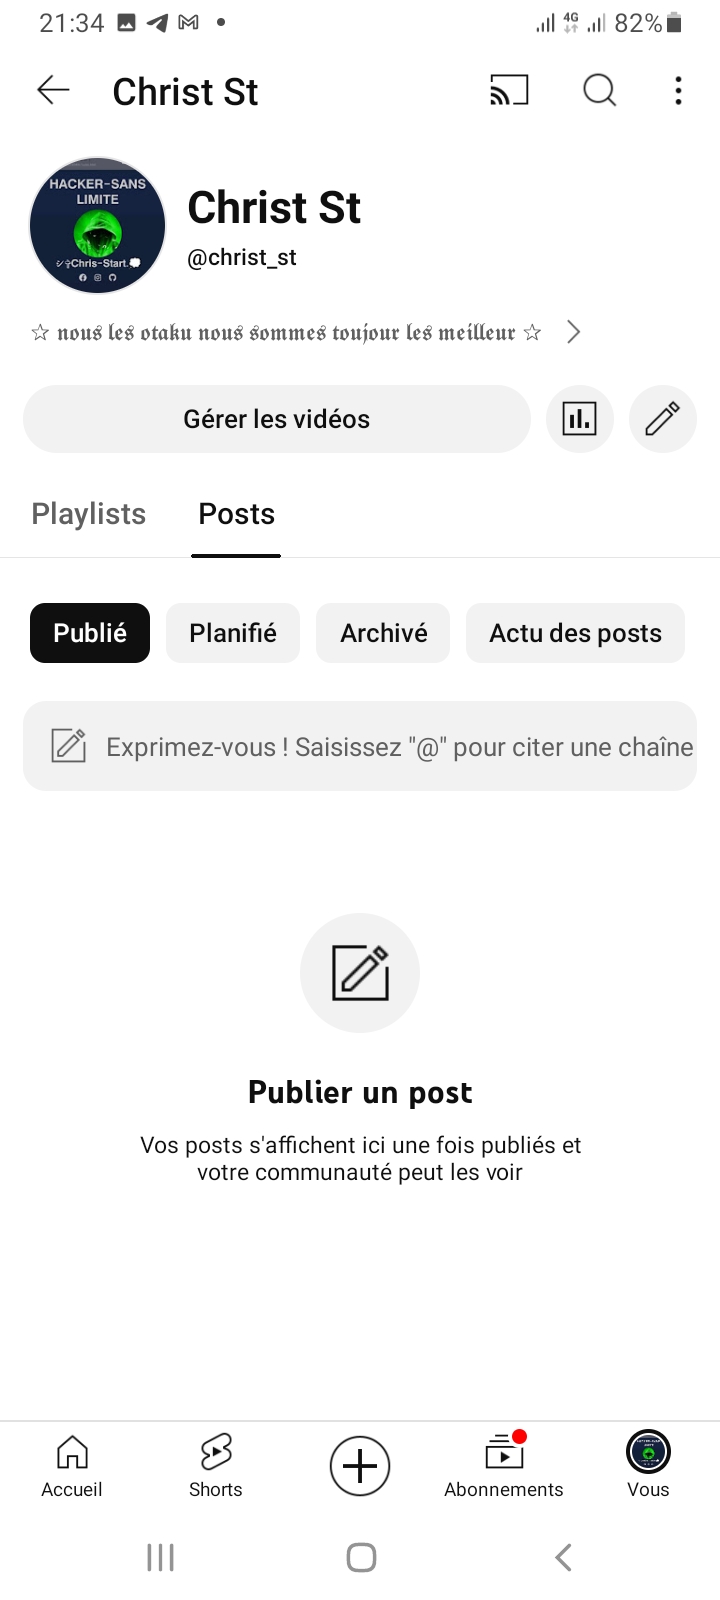 21:34
4G
82%
Christ St
HACKER-SANS
LIMITE
Chris-Start
Christ St
@christ_st
☆ 𝖓𝖔𝖚𝖘 𝖑𝖊𝖘 𝖔𝖙𝖆𝖐𝖚 𝖓𝖔𝖚𝖘 𝖘𝖔𝖒𝖒𝖊𝖘 𝖙𝖔𝖚𝖏𝖔𝖚𝖗 𝖑𝖊𝖘 𝖒𝖊𝖎𝖑𝖑𝖊𝖚𝖗 ☆
Gérer les vidéos
Playlists Posts
Publié Planifié Archivé Actu des posts
Exprimez-vous ! Saisissez "@" pour citer une chaîne
Publier un post
Vos posts s'affichent ici une fois publiés et
votre communauté peut les voir
Accueil Shorts Abonnements Vous